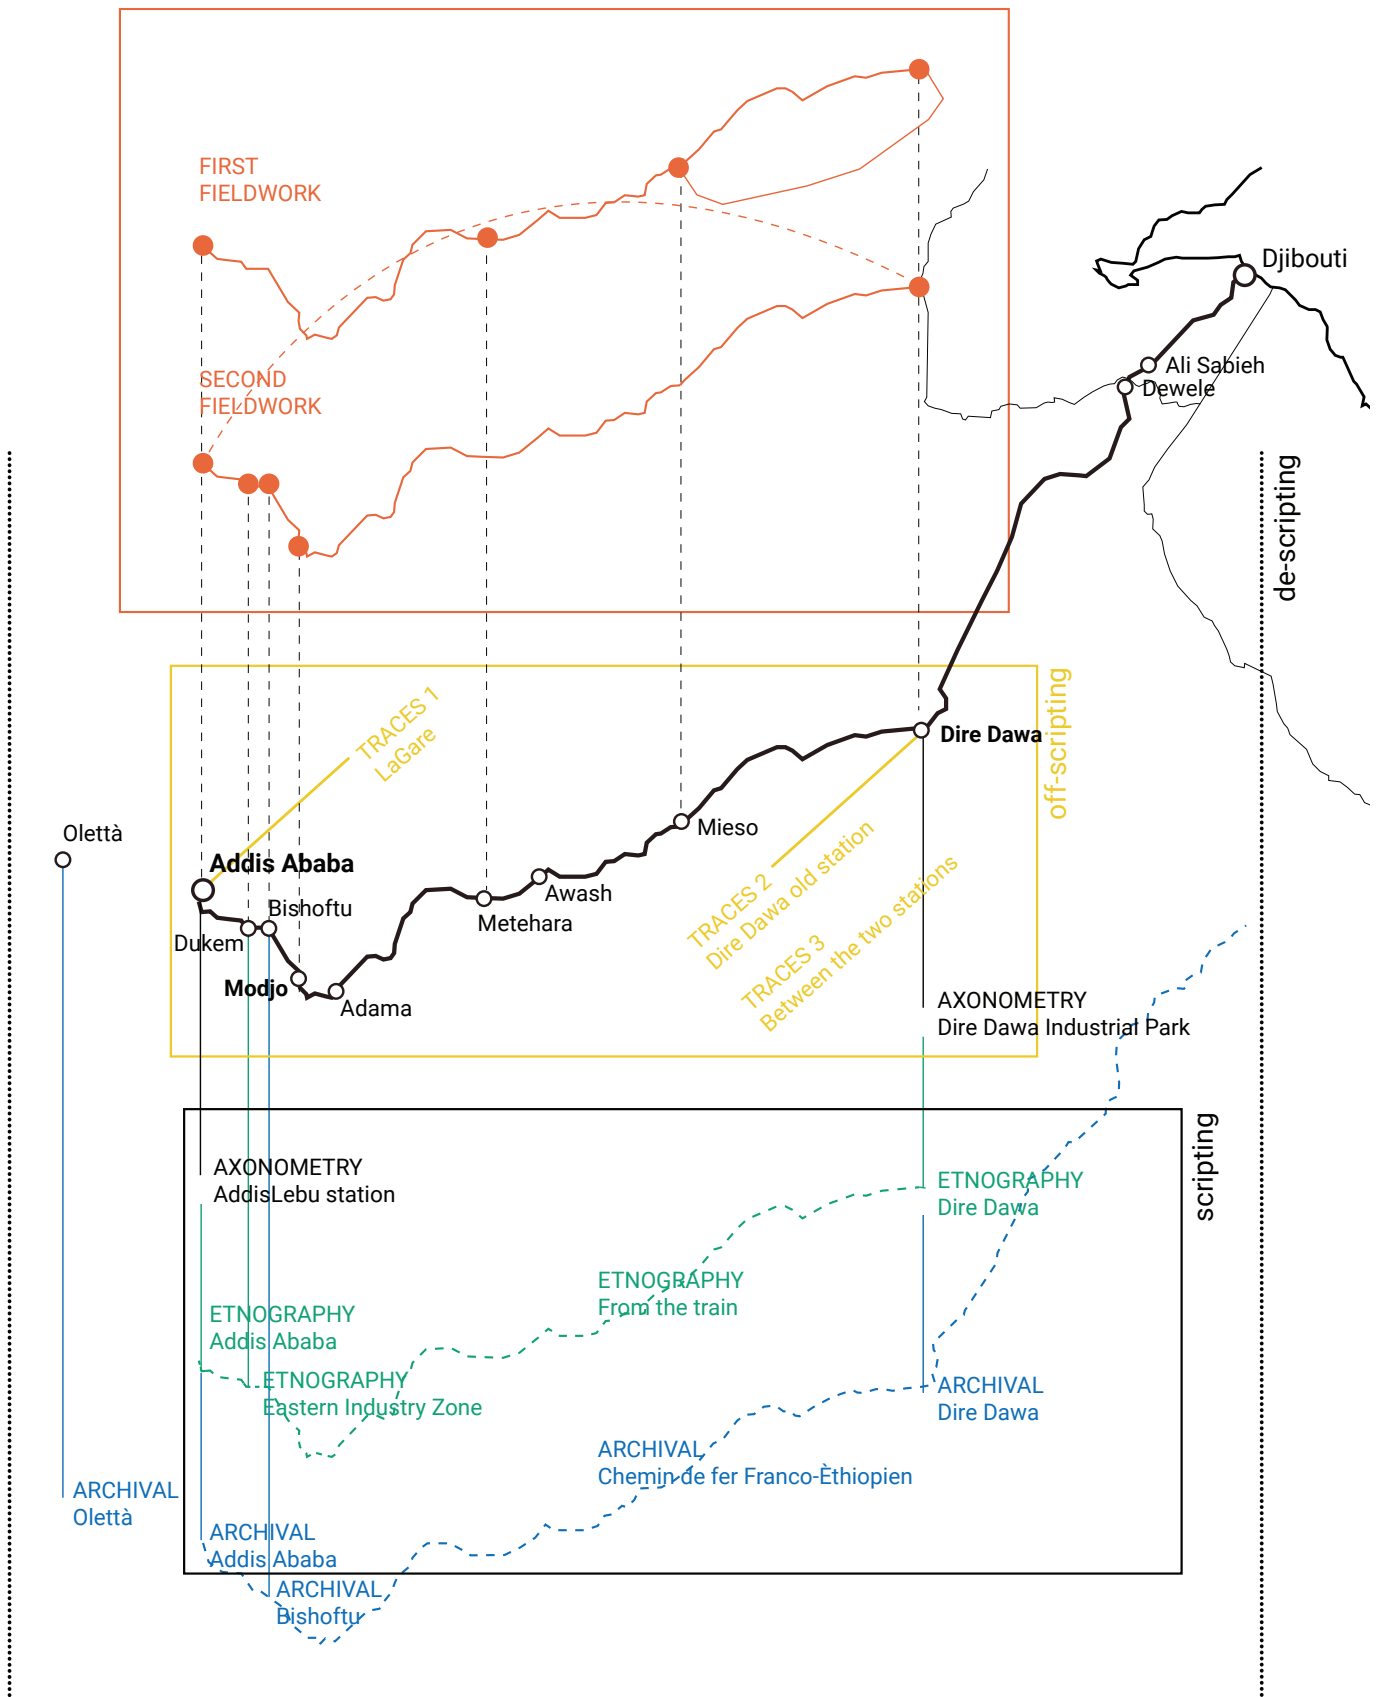 FIRST
FIELDWORK
Djibouti
Ali Sabieh
Dewele
SECOND
FIELDWORK
de-scripting
off-scripting
TRACES 1
LaGare
Dire Dawa
Olettà
Addis Ababa
Mieso
Awash
Bishoftu
Metehara
Dukem
Modjo
Adama
TRACES 2
Dire Dawa old station
TRACES 3
Between the two stations
AXONOMETRY
Dire Dawa Industrial Park
scripting
AXONOMETRY
AddisLebu station
ETNOGRAPHY
Dire Dawa
ETNOGRAPHY
From the train
ETNOGRAPHY
Addis Ababa
ETNOGRAPHY
Eastern Industry Zone
ARCHIVAL
Dire Dawa
ARCHIVAL
Chemin de fer Franco-Èthiopien
ARCHIVAL
Olettà
ARCHIVAL
Addis Ababa
ARCHIVAL
Bishoftu